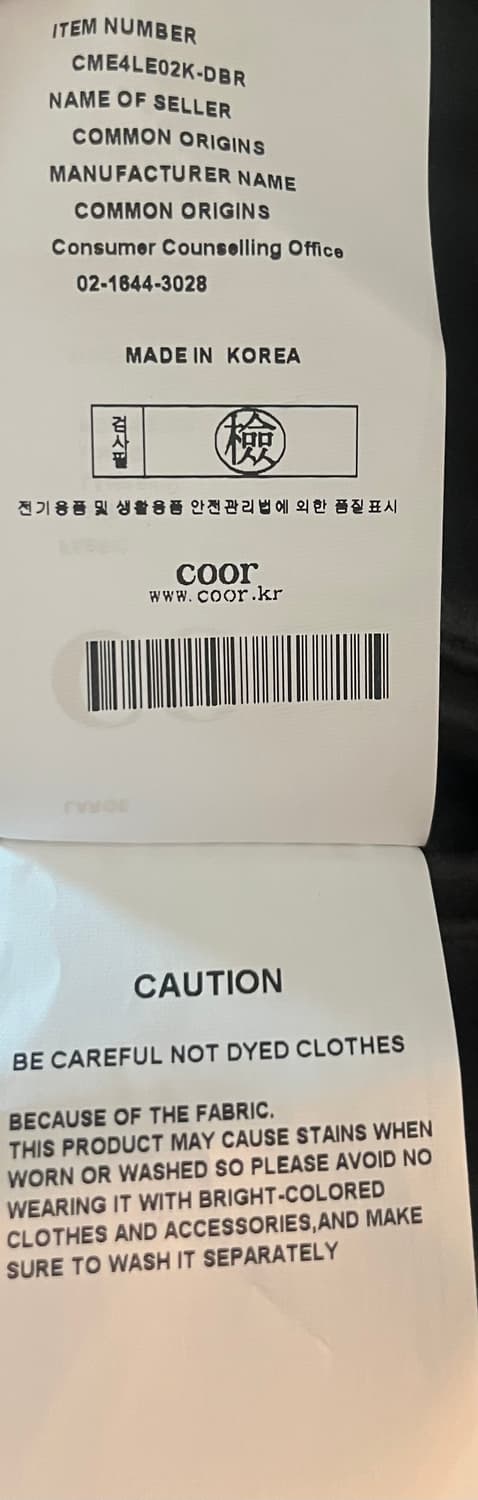 ITEM NUMBER
CME4LE02K-DBR
NAME OF SELLER
COMMON ORIGINS
MANUFACTURER NAME
COMMON ORIGINS
Consumer Counselling Office
02-1644-3028
MADE IN KOREA
검사필
檢
전기용품 및 생활용품 안전관리법에 의한 품질표시
coor
www.coor.kr
LARGE
CAUTION
BE CAREFUL NOT DYED CLOTHES
BECAUSE OF THE FABRIC.
THIS PRODUCT MAY CAUSE STAINS WHEN
WORN OR WASHED SO PLEASE AVOID NO
WEARING IT WITH BRIGHT-COLORED
CLOTHES AND ACCESSORIES,AND MAKE
SURE TO WASH IT SEPARATELY